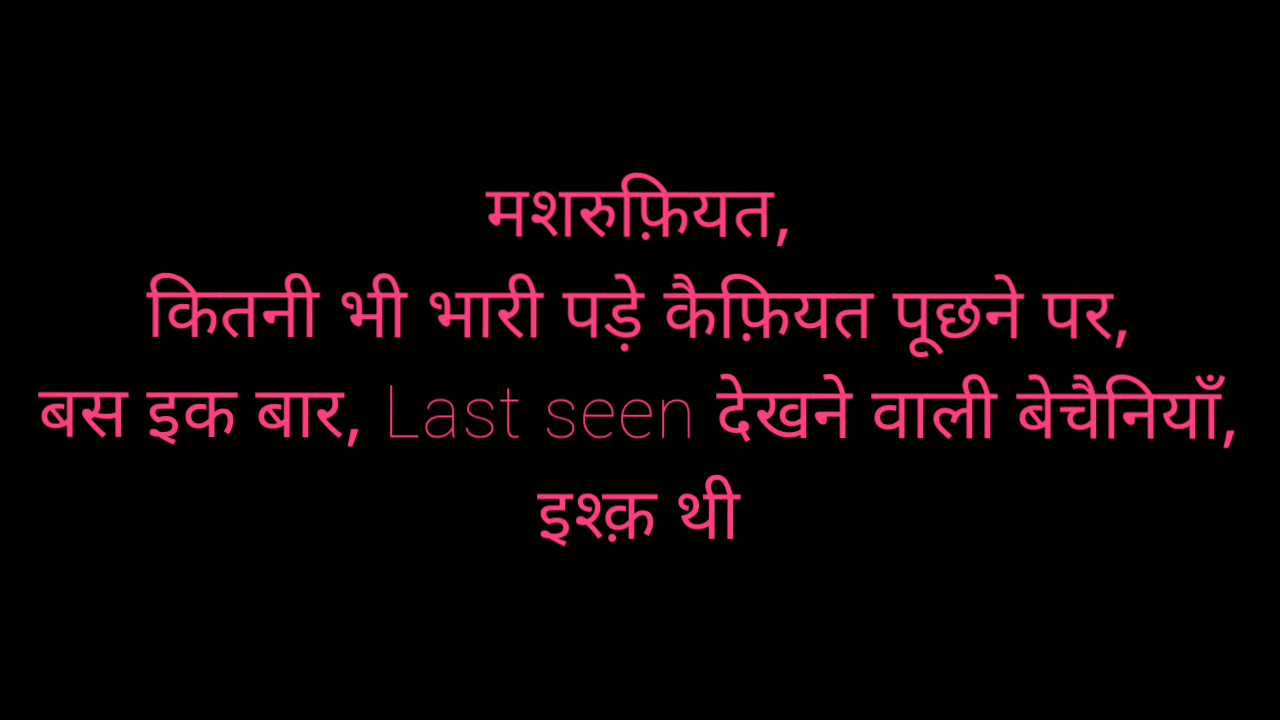 मशरुफ़ियत,
कितनी भी भारी पड़े कैफ़ियत पूछने पर,
बस इक बार, Last seen देखने वाली बेचैनियाँ,
इश्क़ थी